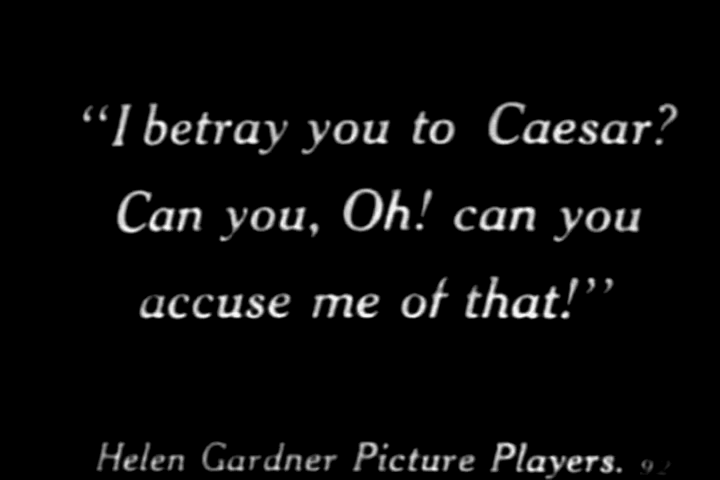 “I betray you to Caesar?
Can you, Oh! can you
accuse me of that!”
Helen Gardner Picture Players.